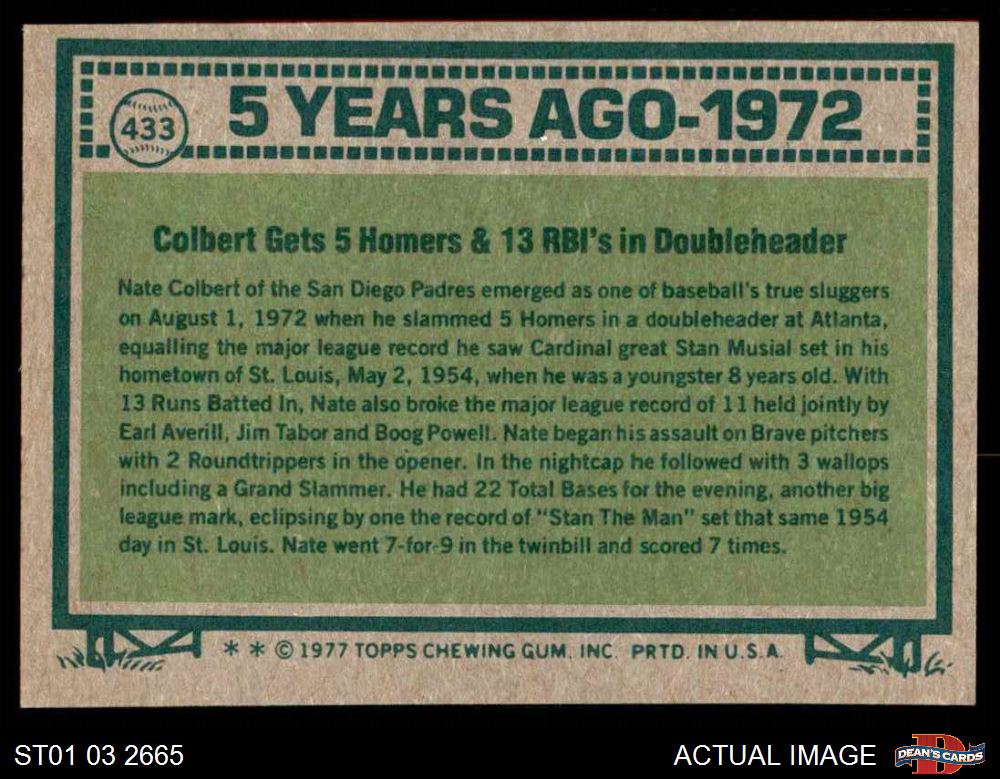 433
5 YEARS AGO-1972
Colbert Gets 5 Homers & 13 RBI's in Doubleheader
Nate Colbert of the San Diego Padres emerged as one of baseball's true sluggers
on August 1, 1972 when he slammed 5 Homers in a doubleheader at Atlanta,
equalling the major league record he saw Cardinal great Stan Musial set in his
hometown of St. Louis, May 2, 1954, when he was a youngster 8 years old. With
13 Runs Batted In, Nate also broke the major league record of 11 held jointly by
Earl Averill, Jim Tabor and Boog Powell. Nate began his assault on Brave pitchers
with 2 Roundtrippers in the opener. In the nightcap he followed with 3 wallops
including a Grand Slammer. He had 22 Total Bases for the evening, another big
league mark, eclipsing by one the record of "Stan The Man" set that same 1954
day in St. Louis. Nate went 7-for-9 in the twinbill and scored 7 times.
* * © 1977 TOPPS CHEWING GUM, INC. PRTD. IN U.S.A.
ST01 03 2665
ACTUAL IMAGE
D
DEAN'S CARDS